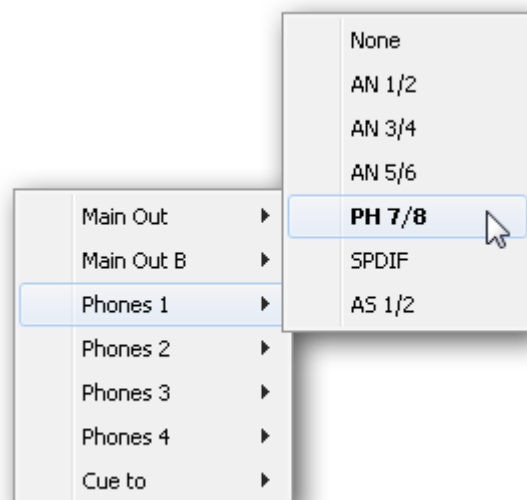 None
AN 1/2
AN 3/4
AN 5/6
PH 7/8
SPDIF
AS 1/2
Main Out
Main Out B
Phones 1
Phones 2
Phones 3
Phones 4
Cue to